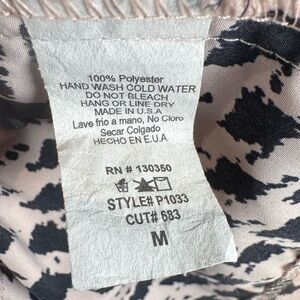 100% Polyester
HAND WASH COLD WATER
DO NOT BLEACH
HANG OR LINE DRY
MADE IN U.S.A
Lave frio a mano, No Cloro
Secar Colgado
HECHO EN E.U.A
RN # 130350
STYLE# P1033
CUT# 683
M